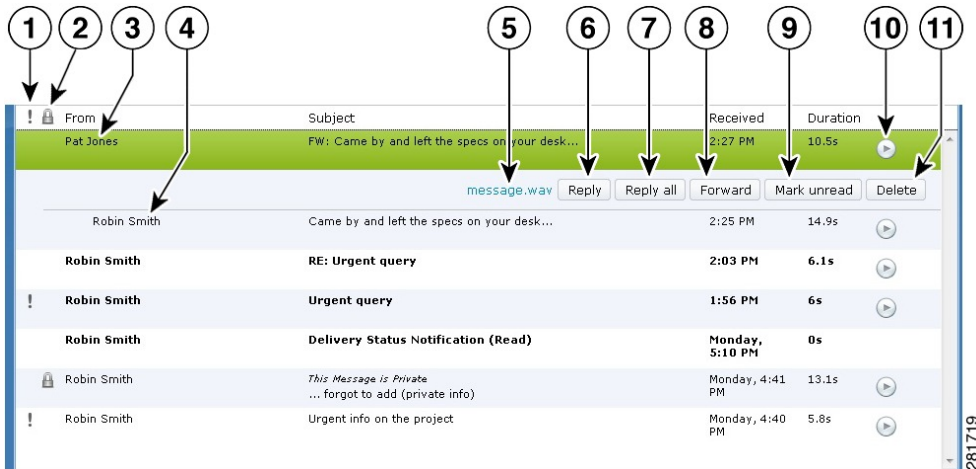 1 2 3 4 5 6 7 8 9 10 11
! From Subject Received Duration
Pat Jones FW: Came by and left the specs on your desk... 2:27 PM 10.5s
message.wav Reply Reply all Forward Mark unread Delete
Robin Smith Came by and left the specs on your desk... 2:25 PM 14.9s
Robin Smith RE: Urgent query 2:03 PM 6.1s
! Robin Smith Urgent query 1:56 PM 6s
Robin Smith Delivery Status Notification (Read) Monday, 0s
5:10 PM
Robin Smith This Message is Private Monday, 4:41 13.1s
... forgot to add (private info) PM
! Robin Smith Urgent info on the project Monday, 4:40 5.8s
PM
281719